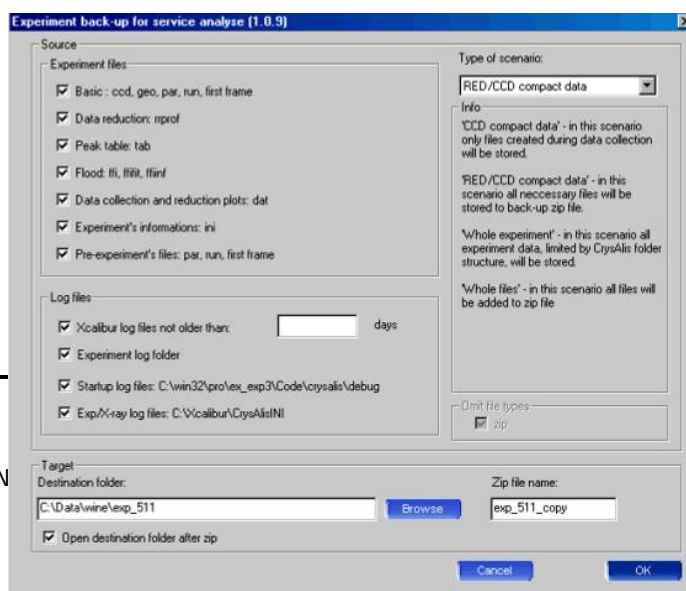 Experiment back-up for service analyse (1.0.9)
Source
Experiment files
Basic : ccd, geo, par, run, first frame
Data reduction: rrprof
Peak table: tab
Flood: ffi, ffifit, ffiinf
Data collection and reduction plots: dat
Experiment's informations: ini
Pre-experiment's files: par, run, first frame
Log files
Xcalibur log files not older than:
days
Experiment log folder
Startup log files: C:\win32\pro\ex_exp3\Code\crysalis\debug
Exp/X-ray log files: C:\Xcalibur\CrysAlisINI
Type of scenario:
RED/CCD compact data
Info
'CCD compact data' - in this scenario
only files created during data collection
will be stored.
'RED/CCD compact data' - in this
scenario all neccessary files will be
stored to back-up zip file.
'Whole experiment' - in this scenario all
experiment data, limited by CrysAlis folder
structure, will be stored.
'Whole files' - in this scenario all files will
be added to zip file
Omit file types
zip
N
Target
Destination folder:
C:\Data\wine\exp_511
Browse
Zip file name:
exp_511_copy
Open destination folder after zip
Cancel
OK